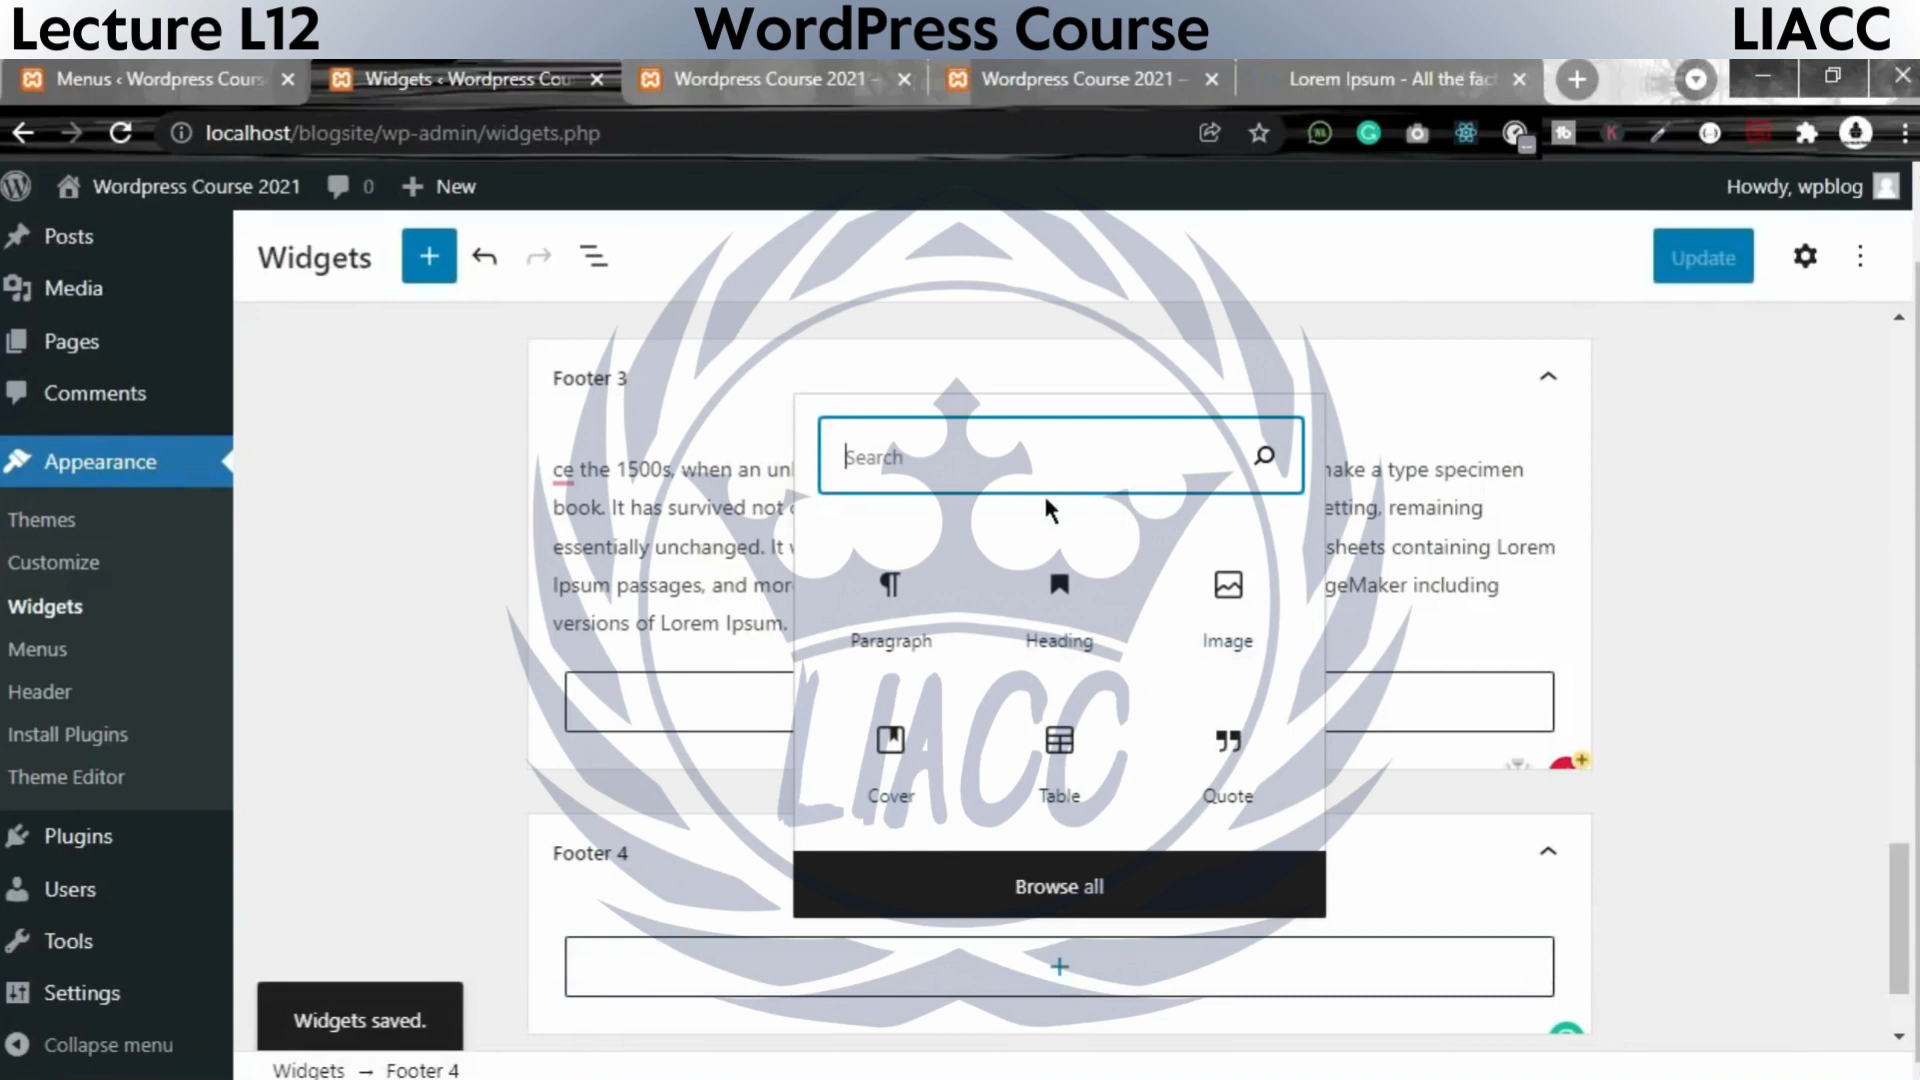 Lecture L12
WordPress Course
LIACC
Menus ‹ Wordpress Cours
Widgets ‹ Wordpress Cou
Wordpress Course 2021 –
Wordpress Course 2021 –
Lorem Ipsum - All the fac
localhost/blogsite/wp-admin/widgets.php
Wordpress Course 2021
0
New
Howdy, wpblog
Posts
Media
Pages
Comments
Appearance
Themes
Customize
Widgets
Menus
Header
Install Plugins
Theme Editor
Plugins
Users
Tools
Settings
Collapse menu
Widgets
Update
Footer 3
Search
ce the 1500s, when an un
ake a type specimen
book. It has survived not
etting, remaining
essentially unchanged. It
sheets containing Lorem
Ipsum passages, and mor
geMaker including
versions of Lorem Ipsum.
Paragraph
Heading
Image
LIACC
Cover
Table
Quote
Browse all
Footer 4
Widgets saved.
Widgets → Footer 4